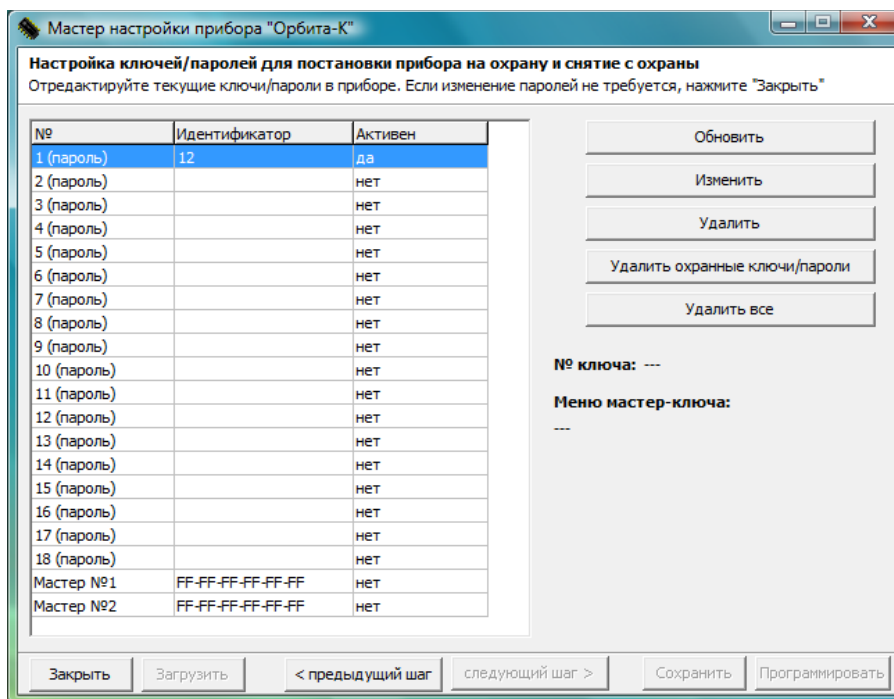 Мастер настройки прибора "Орбита-К"
Настройка ключей/паролей для постановки прибора на охрану и снятие с охраны
Отредактируйте текущие ключи/пароли в приборе. Если изменение паролей не требуется, нажмите "Закрыть"
№ Идентификатор Активен
1 (пароль) 12 да
2 (пароль) нет
3 (пароль) нет
4 (пароль) нет
5 (пароль) нет
6 (пароль) нет
7 (пароль) нет
8 (пароль) нет
9 (пароль) нет
10 (пароль) нет
11 (пароль) нет
12 (пароль) нет
13 (пароль) нет
14 (пароль) нет
15 (пароль) нет
16 (пароль) нет
17 (пароль) нет
18 (пароль) нет
Мастер №1 FF-FF-FF-FF-FF-FF нет
Мастер №2 FF-FF-FF-FF-FF-FF нет
Обновить
Изменить
Удалить
Удалить охранные ключи/пароли
Удалить все
№ ключа: ---
Меню мастер-ключа:
---
Закрыть Загрузить < предыдущий шаг следующий шаг > Сохранить Программировать